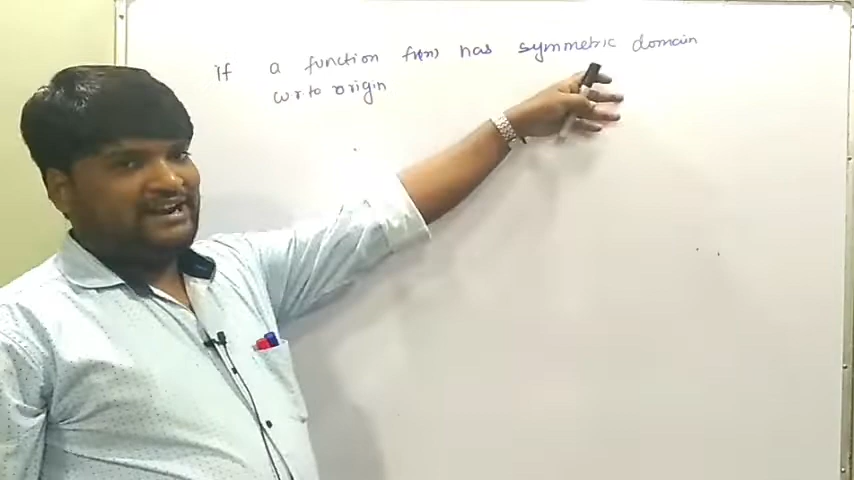 If a function f(x) has symmetric domain
w.r.to origin